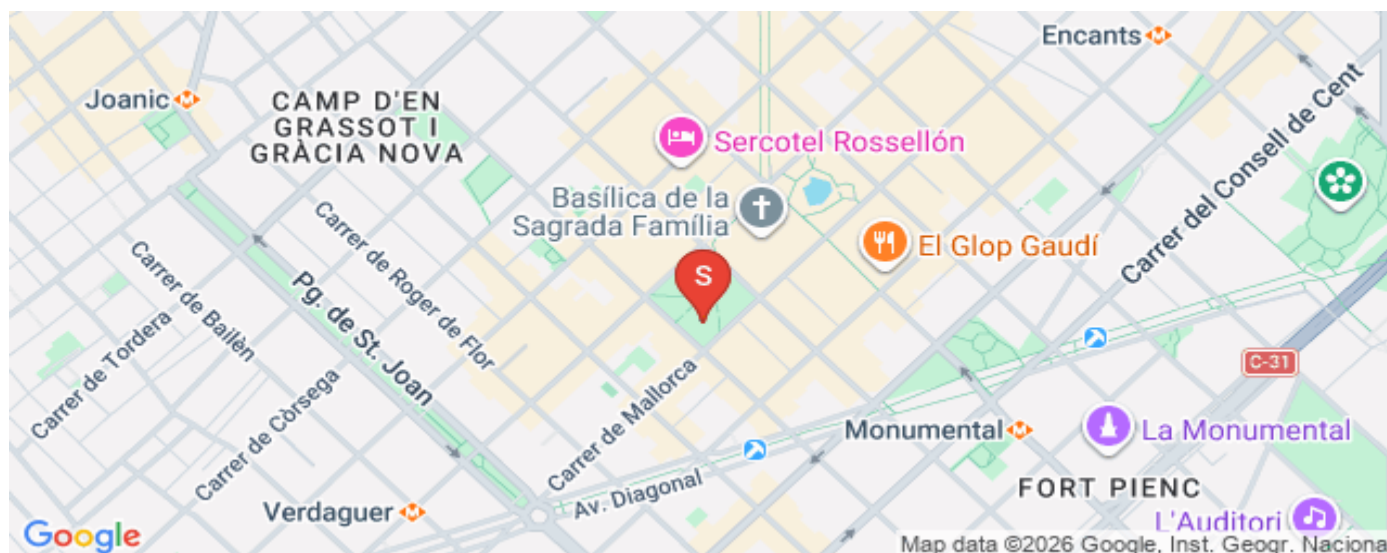 Encants
Joanic
CAMP D'EN
GRASSOT I
GRÀCIA NOVA
Sercotel Rossellón
Carrer del Consell de Cent
Basílica de la
Sagrada Família
El Glop Gaudí
S
Carrer de Roger de Flor
Carrer de Bailèn
Pg. de St. Joan
Carrer de Tordera
Carrer de Còrsega
Carrer de Mallorca
C-31
Monumental
La Monumental
Av. Diagonal
FORT PIENC
Verdaguer
L'Auditori
Google
Map data ©2026 Google, Inst. Geogr. Naciona